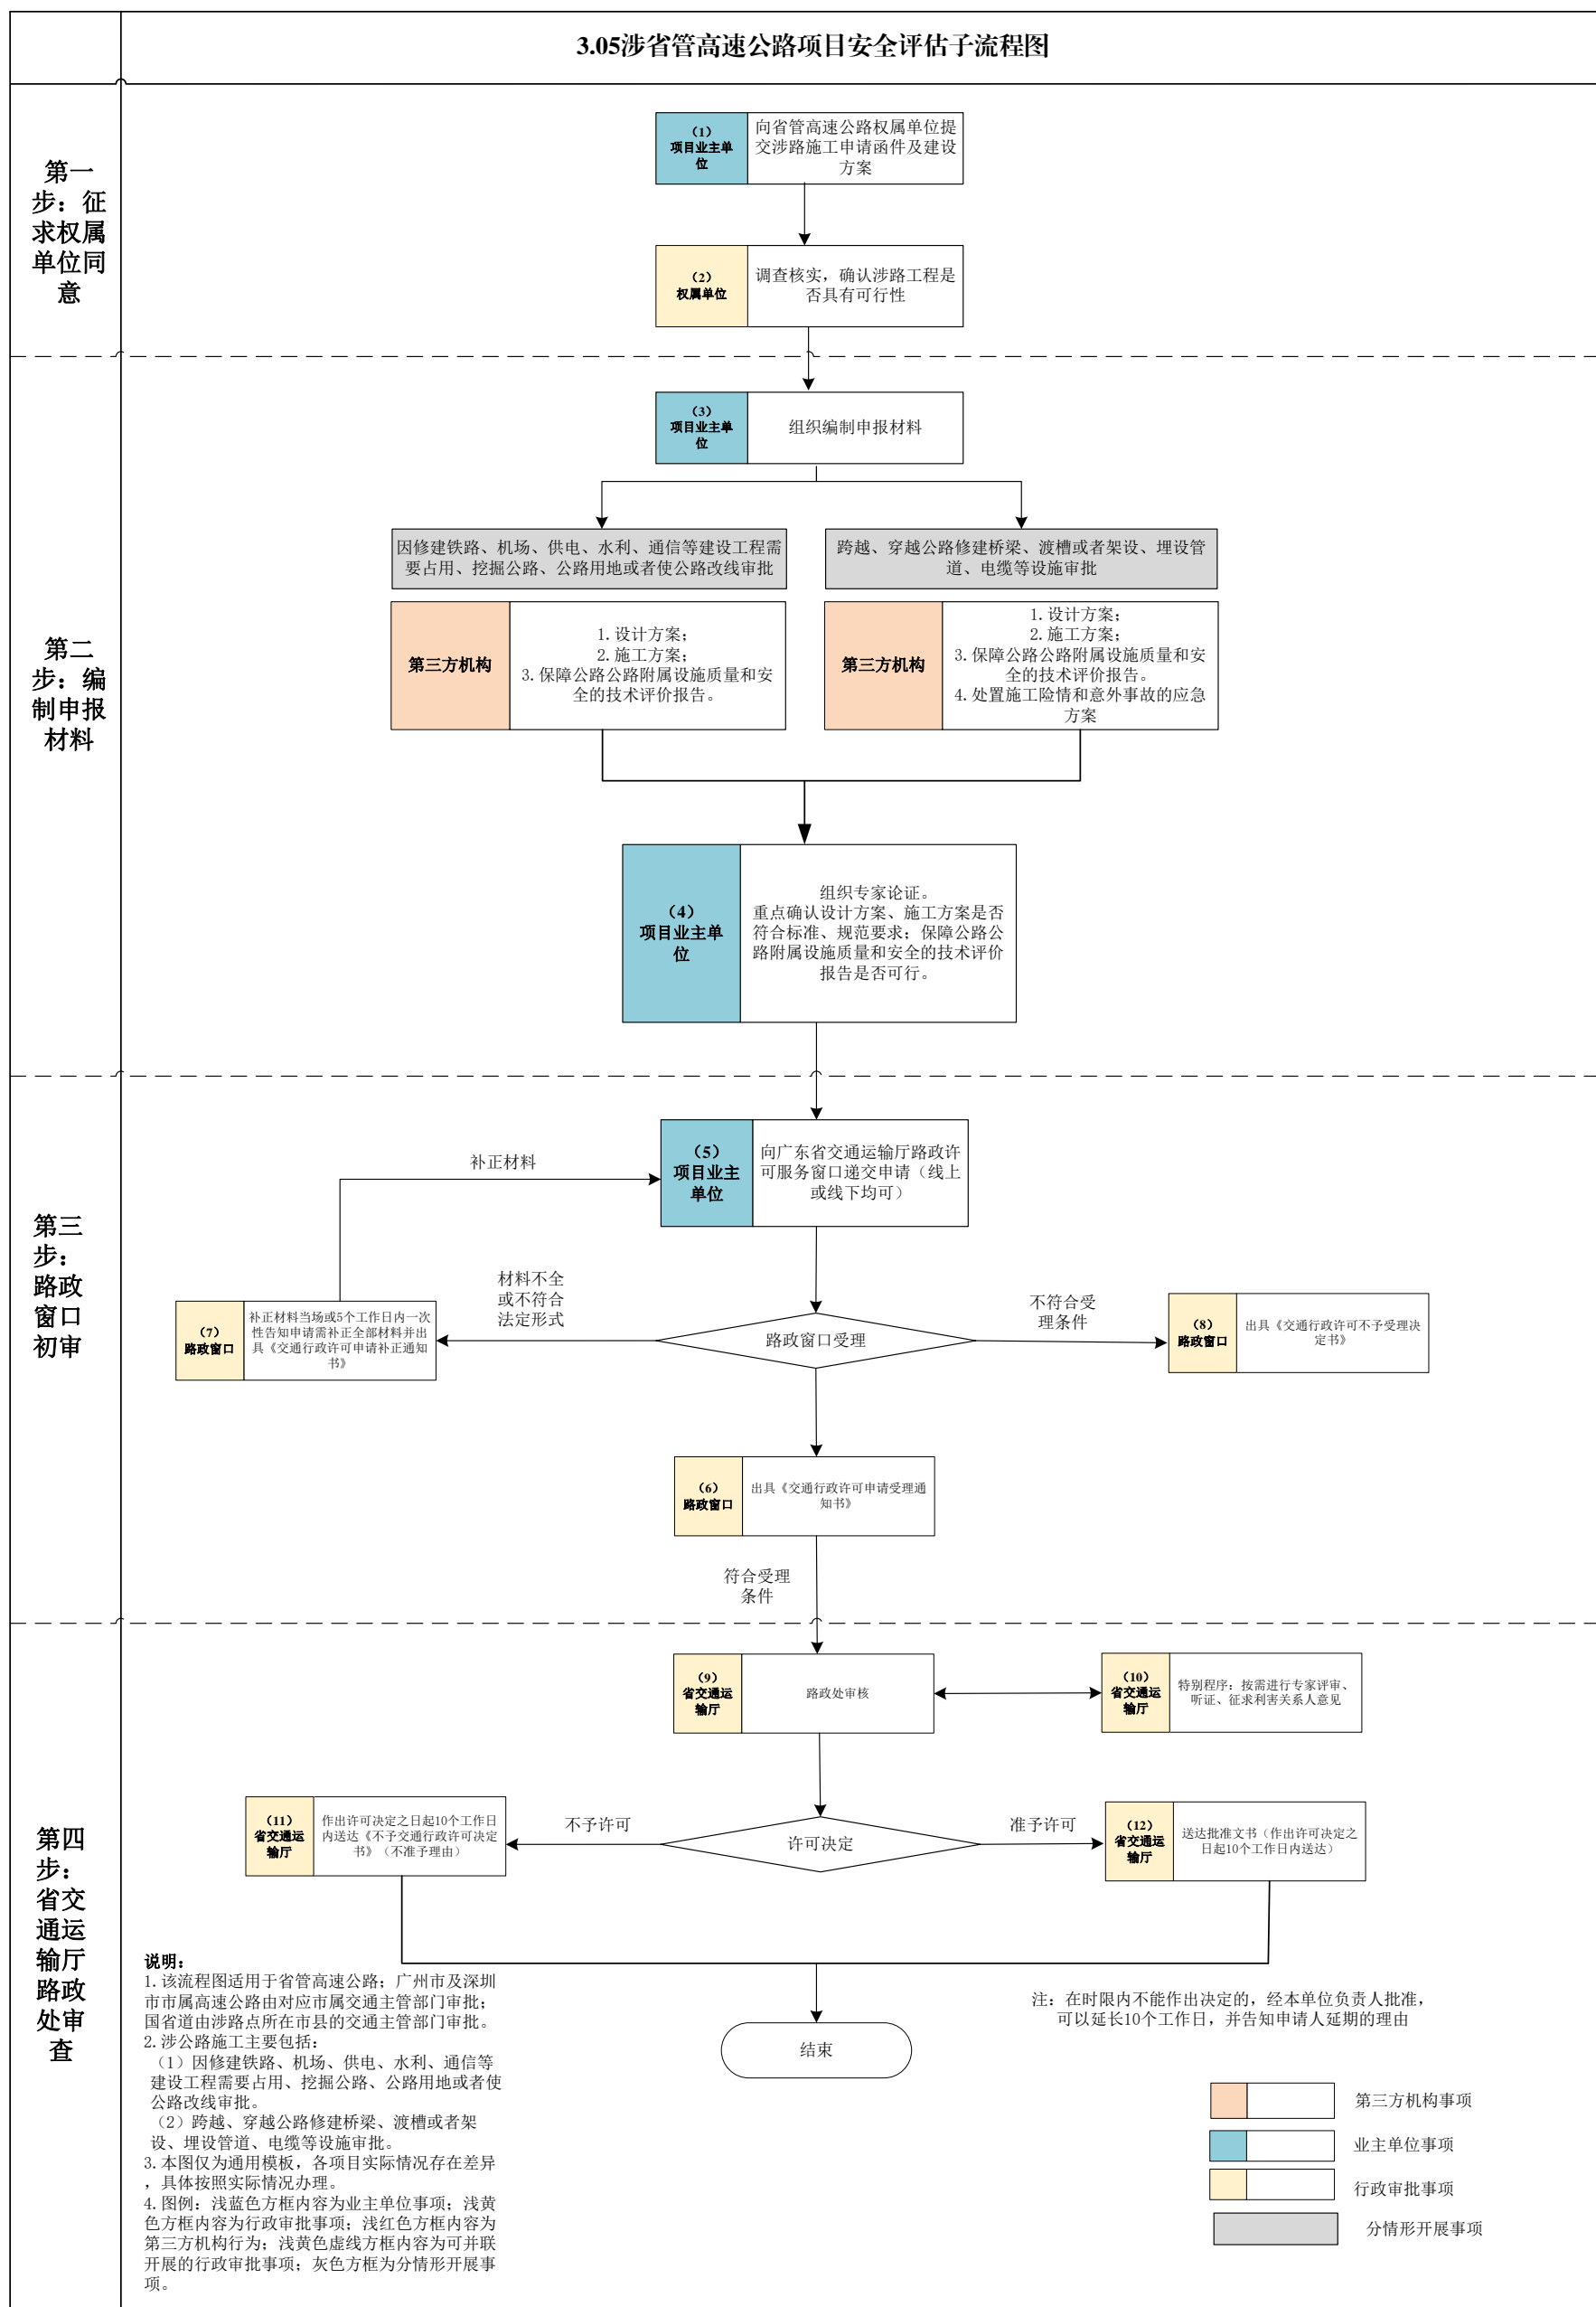 3.05涉省管高速公路项目安全评估子流程图
第一
步：征
求权属
单位同
意
（1）
项目业主单
位
向省管高速公路权属单位提
交涉路施工申请函件及建设
方案
（2）
权属单位
调查核实，确认涉路工程是
否具有可行性
第二
步：编
制申报
材料
（3）
项目业主单
位
组织编制申报材料
因修建铁路、机场、供电、水利、通信等建设工程需
要占用、挖掘公路、公路用地或者使公路改线审批
跨越、穿越公路修建桥梁、渡槽或者架设、埋设管
道、电缆等设施审批
第三方机构
1.设计方案；
2.施工方案；
3.保障公路公路附属设施质量和安
全的技术评价报告。
第三方机构
1.设计方案；
2.施工方案；
3.保障公路公路附属设施质量和安
全的技术评价报告。
4.处置施工险情和意外事故的应急
方案
（4）
项目业主单
位
组织专家论证。
重点确认设计方案、施工方案是否
符合标准、规范要求；保障公路公
路附属设施质量和安全的技术评价
报告是否可行。
第三
步：
路政
窗口
初审
（5）
项目业主
单位
向广东省交通运输厅路政许
可服务窗口递交申请（线上
或线下均可）
补正材料
材料不全
或不符合
法定形式
不符合受
理条件
（7）
路政窗口
补正材料当场或5个工作日内一次
性告知申请需补正全部材料并出
具《交通行政许可申请补正通知
书》
路政窗口受理
（8）
路政窗口
出具《交通行政许可不予受理决
定书》
（6）
路政窗口
出具《交通行政许可申请受理通
知书》
符合受理
条件
第四
步：
省交
通运
输厅
路政
处审
查
（9）
省交通运
输厅
路政处审核
（10）
省交通运
输厅
特别程序：按需进行专家评审、
听证、征求利害关系人意见
（11）
省交通运
输厅
作出许可决定之日起10个工作日
内送达《不予交通行政许可决定
书》（不准予理由）
不予许可
许可决定
准予许可
（12）
省交通运
输厅
送达批准文书（作出许可决定之
日起10个工作日内送达）
结束
说明：
1.该流程图适用于省管高速公路；广州市及深圳
市市属高速公路由对应市属交通主管部门审批；
国省道由涉路点所在市县的交通主管部门审批。
2.涉公路施工主要包括：
（1）因修建铁路、机场、供电、水利、通信等
建设工程需要占用、挖掘公路、公路用地或者使
公路改线审批。
（2）跨越、穿越公路修建桥梁、渡槽或者架
设、埋设管道、电缆等设施审批。
3.本图仅为通用模板，各项目实际情况存在差异
，具体按照实际情况办理。
4.图例：浅蓝色方框内容为业主单位事项；浅黄
色方框内容为行政审批事项；浅红色方框内容为
第三方机构行为；浅黄色虚线方框内容为可并联
开展的行政审批事项；灰色方框为分情形开展事
项。
注：在时限内不能作出决定的，经本单位负责人批准，
可以延长10个工作日，并告知申请人延期的理由
第三方机构事项
业主单位事项
行政审批事项
分情形开展事项